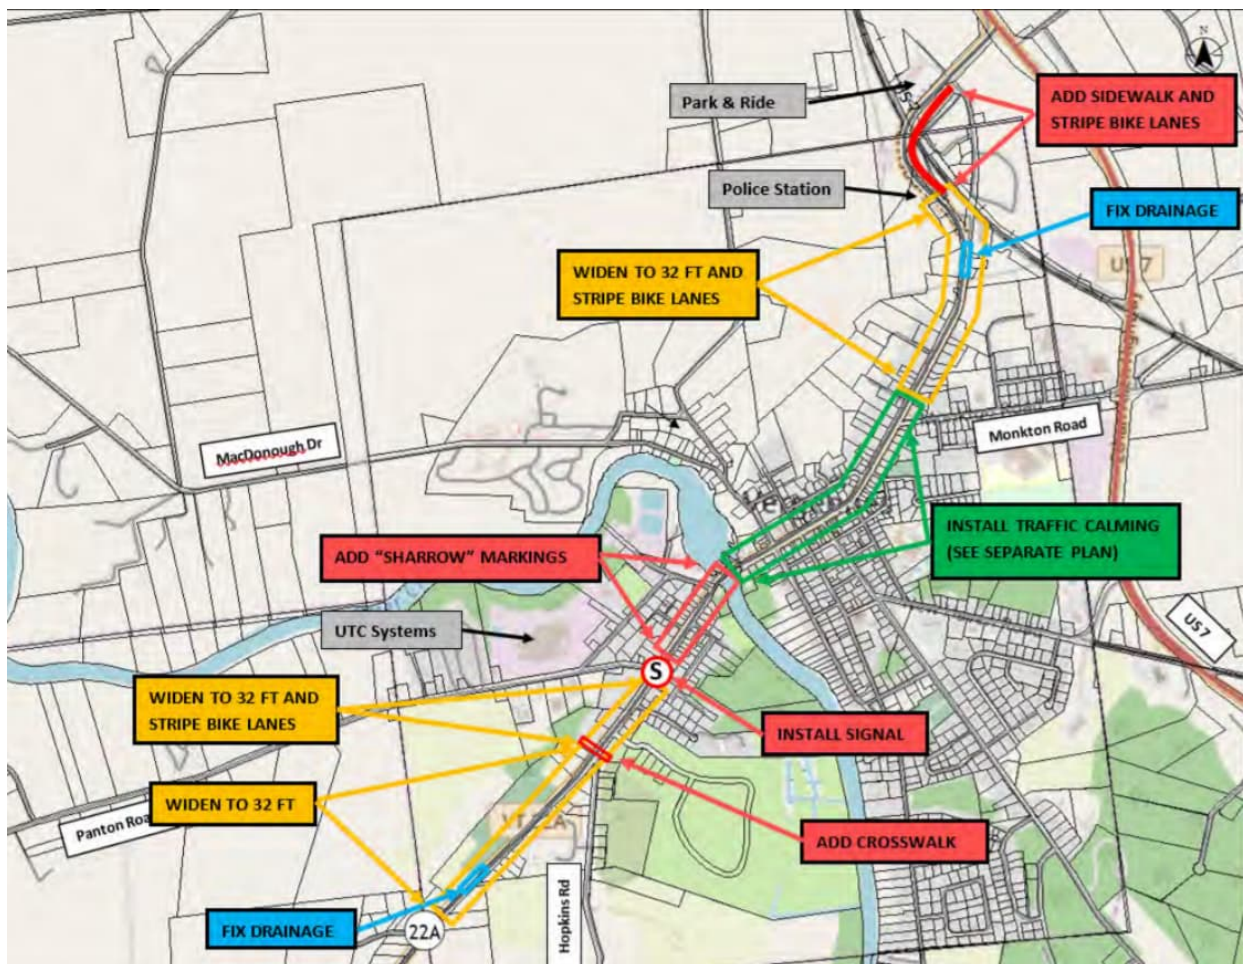 N
Park & Ride
ADD SIDEWALK AND
STRIPE BIKE LANES
Police Station
FIX DRAINAGE
WIDEN TO 32 FT AND
STRIPE BIKE LANES
US 7
MacDonough Dr
Monkton Road
INSTALL TRAFFIC CALMING
(SEE SEPARATE PLAN)
ADD “SHARROW” MARKINGS
UTC Systems
US 7
S
WIDEN TO 32 FT AND
STRIPE BIKE LANES
INSTALL SIGNAL
WIDEN TO 32 FT
Panton Roa
ADD CROSSWALK
Hopkins Rd
FIX DRAINAGE
22A